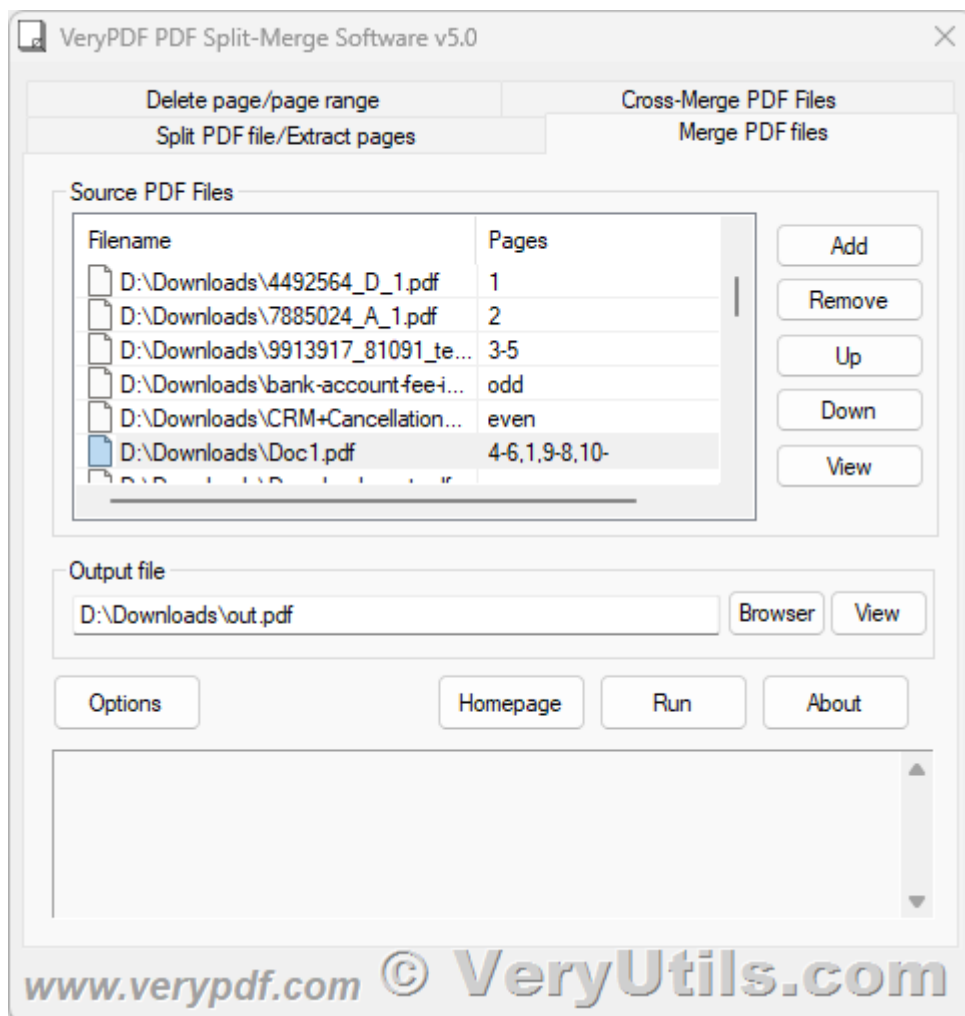 VeryPDF PDF Split-Merge Software v5.0
Delete page/page range Cross-Merge PDF Files
Split PDF file/Extract pages Merge PDF files
Source PDF Files
Filename Pages
D:\Downloads\4492564_D_1.pdf 1
D:\Downloads\7885024_A_1.pdf 2
D:\Downloads\9913917_81091_te... 3-5
D:\Downloads\bank-account-fee-i... odd
D:\Downloads\CRM+Cancellation... even
D:\Downloads\Doc1.pdf 4-6,1,9-8,10-
Add
Remove
Up
Down
View
Output file
D:\Downloads\out.pdf Browser View
Options Homepage Run About
www.verypdf.com © VeryUtils.com